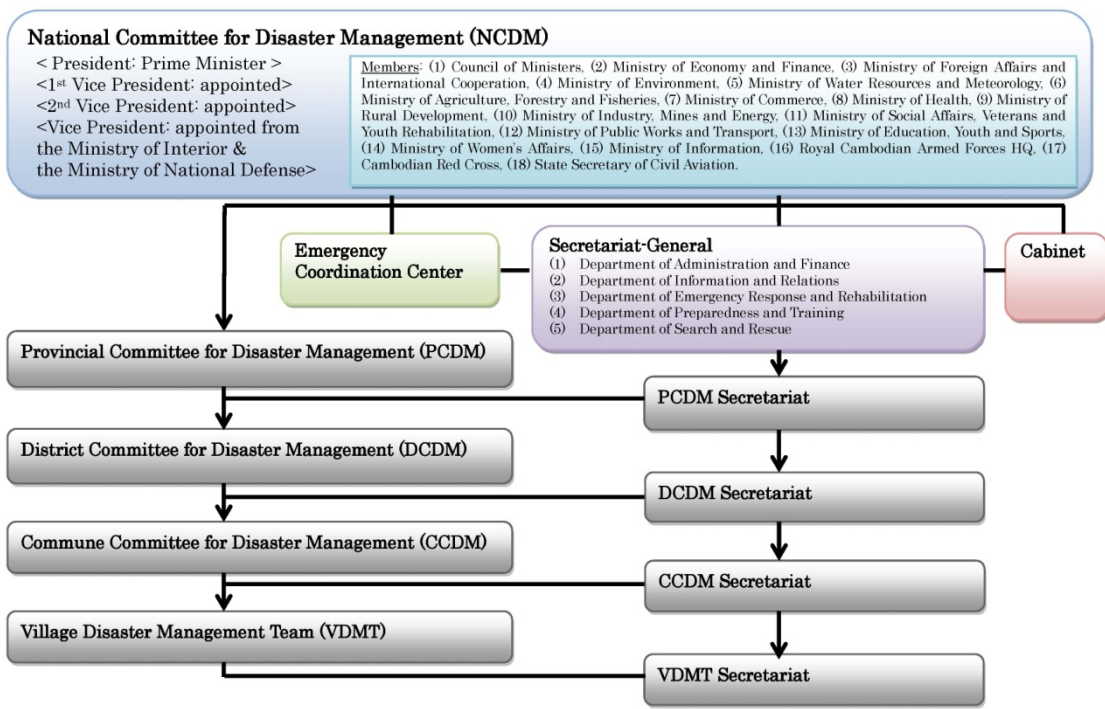 National Committee for Disaster Management (NCDM)
< President: Prime Minister >
<1st Vice President: appointed>
<2nd Vice President: appointed>
<Vice President: appointed from
the Ministry of Interior &
the Ministry of National Defense>
Members: (1) Council of Ministers, (2) Ministry of Economy and Finance, (3) Ministry of Foreign Affairs and
International Cooperation, (4) Ministry of Environment, (5) Ministry of Water Resources and Meteorology, (6)
Ministry of Agriculture, Forestry and Fisheries, (7) Ministry of Commerce, (8) Ministry of Health, (9) Ministry of
Rural Development, (10) Ministry of Industry, Mines and Energy, (11) Ministry of Social Affairs, Veterans and
Youth Rehabilitation, (12) Ministry of Public Works and Transport, (13) Ministry of Education, Youth and Sports,
(14) Ministry of Women's Affairs, (15) Ministry of Information, (16) Royal Cambodian Armed Forces HQ, (17)
Cambodian Red Cross, (18) State Secretary of Civil Aviation.
Emergency
Coordination Center
Secretariat-General
(1) Department of Administration and Finance
(2) Department of Information and Relations
(3) Department of Emergency Response and Rehabilitation
(4) Department of Preparedness and Training
(5) Department of Search and Rescue
Cabinet
Provincial Committee for Disaster Management (PCDM)
PCDM Secretariat
District Committee for Disaster Management (DCDM)
DCDM Secretariat
Commune Committee for Disaster Management (CCDM)
CCDM Secretariat
Village Disaster Management Team (VDMT)
VDMT Secretariat